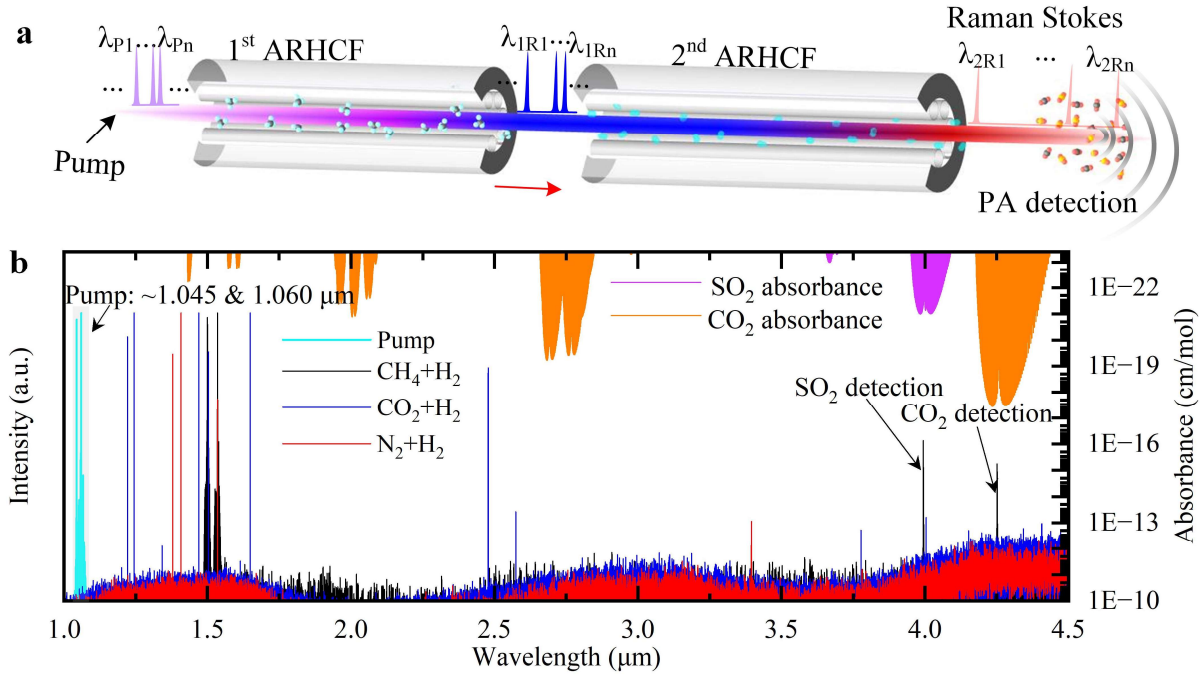 a
λP1...λPn
... ...
1st ARHCF
λ1R1...λ1Rn
... ...
2nd ARHCF
Raman Stokes
λ2R1 ... λ2Rn
Pump
PA detection
b
Pump: ~1.045 & 1.060 μm
Pump
CH4+H2
CO2+H2
N2+H2
SO2 absorbance
CO2 absorbance
SO2 detection
CO2 detection
Intensity (a.u.)
1E−22
1E−19
1E−16
1E−13
1E−10
Absorbance (cm/mol)
1.0 1.5 2.0 2.5 3.0 3.5 4.0 4.5
Wavelength (μm)